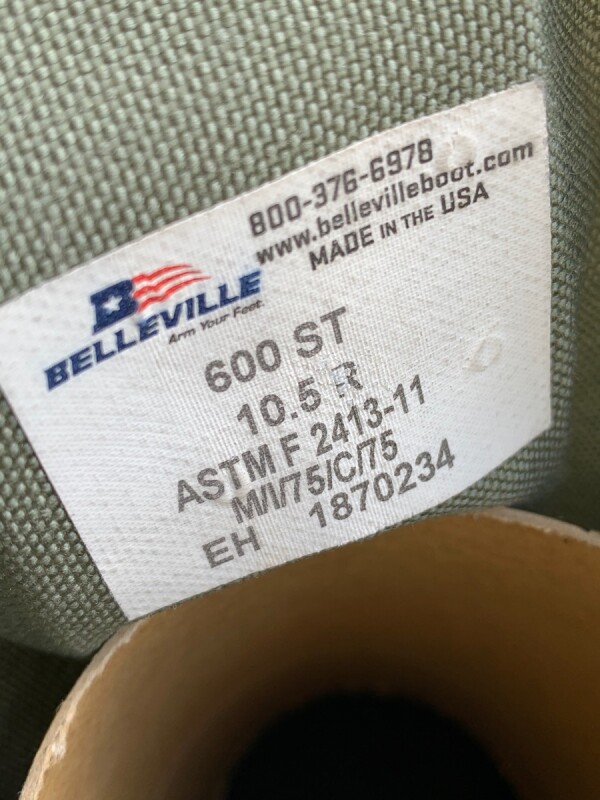 800-376-6978
www.bellevilleboot.com
MADE IN THE USA
B
BELLEVILLE
Arm Your Feet
600 ST
10.5 R
ASTM F 2413-11
M/I/75/C/75
EH 1870234